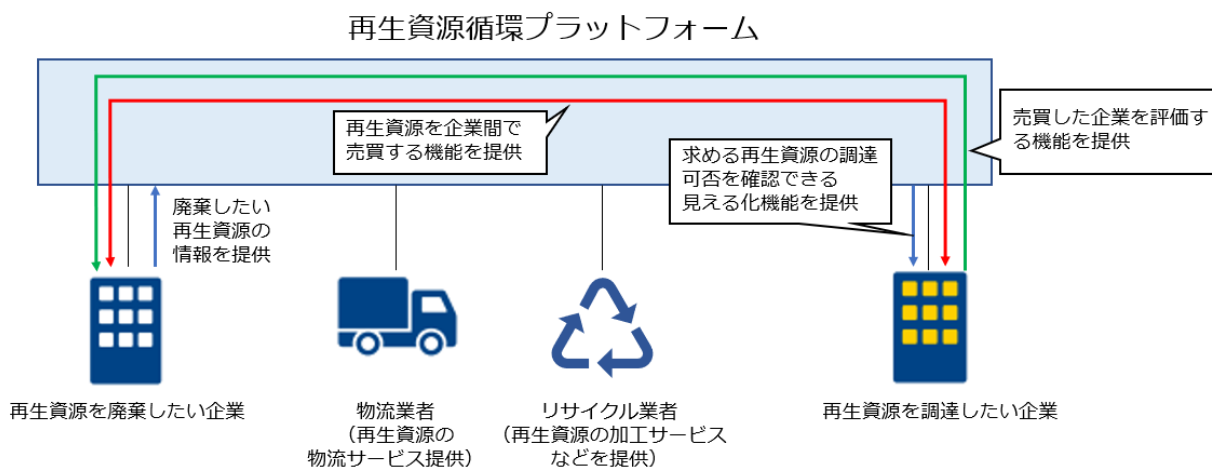 再生資源循環プラットフォーム
再生資源を企業間で
売買する機能を提供
求める再生資源の調達
可否を確認できる
見える化機能を提供
売買した企業を評価す
る機能を提供
廃棄したい
再生資源の
情報を提供
再生資源を廃棄したい企業
物流業者
（再生資源の
物流サービス提供）
リサイクル業者
（再生資源の加工サービス
などを提供）
再生資源を調達したい企業